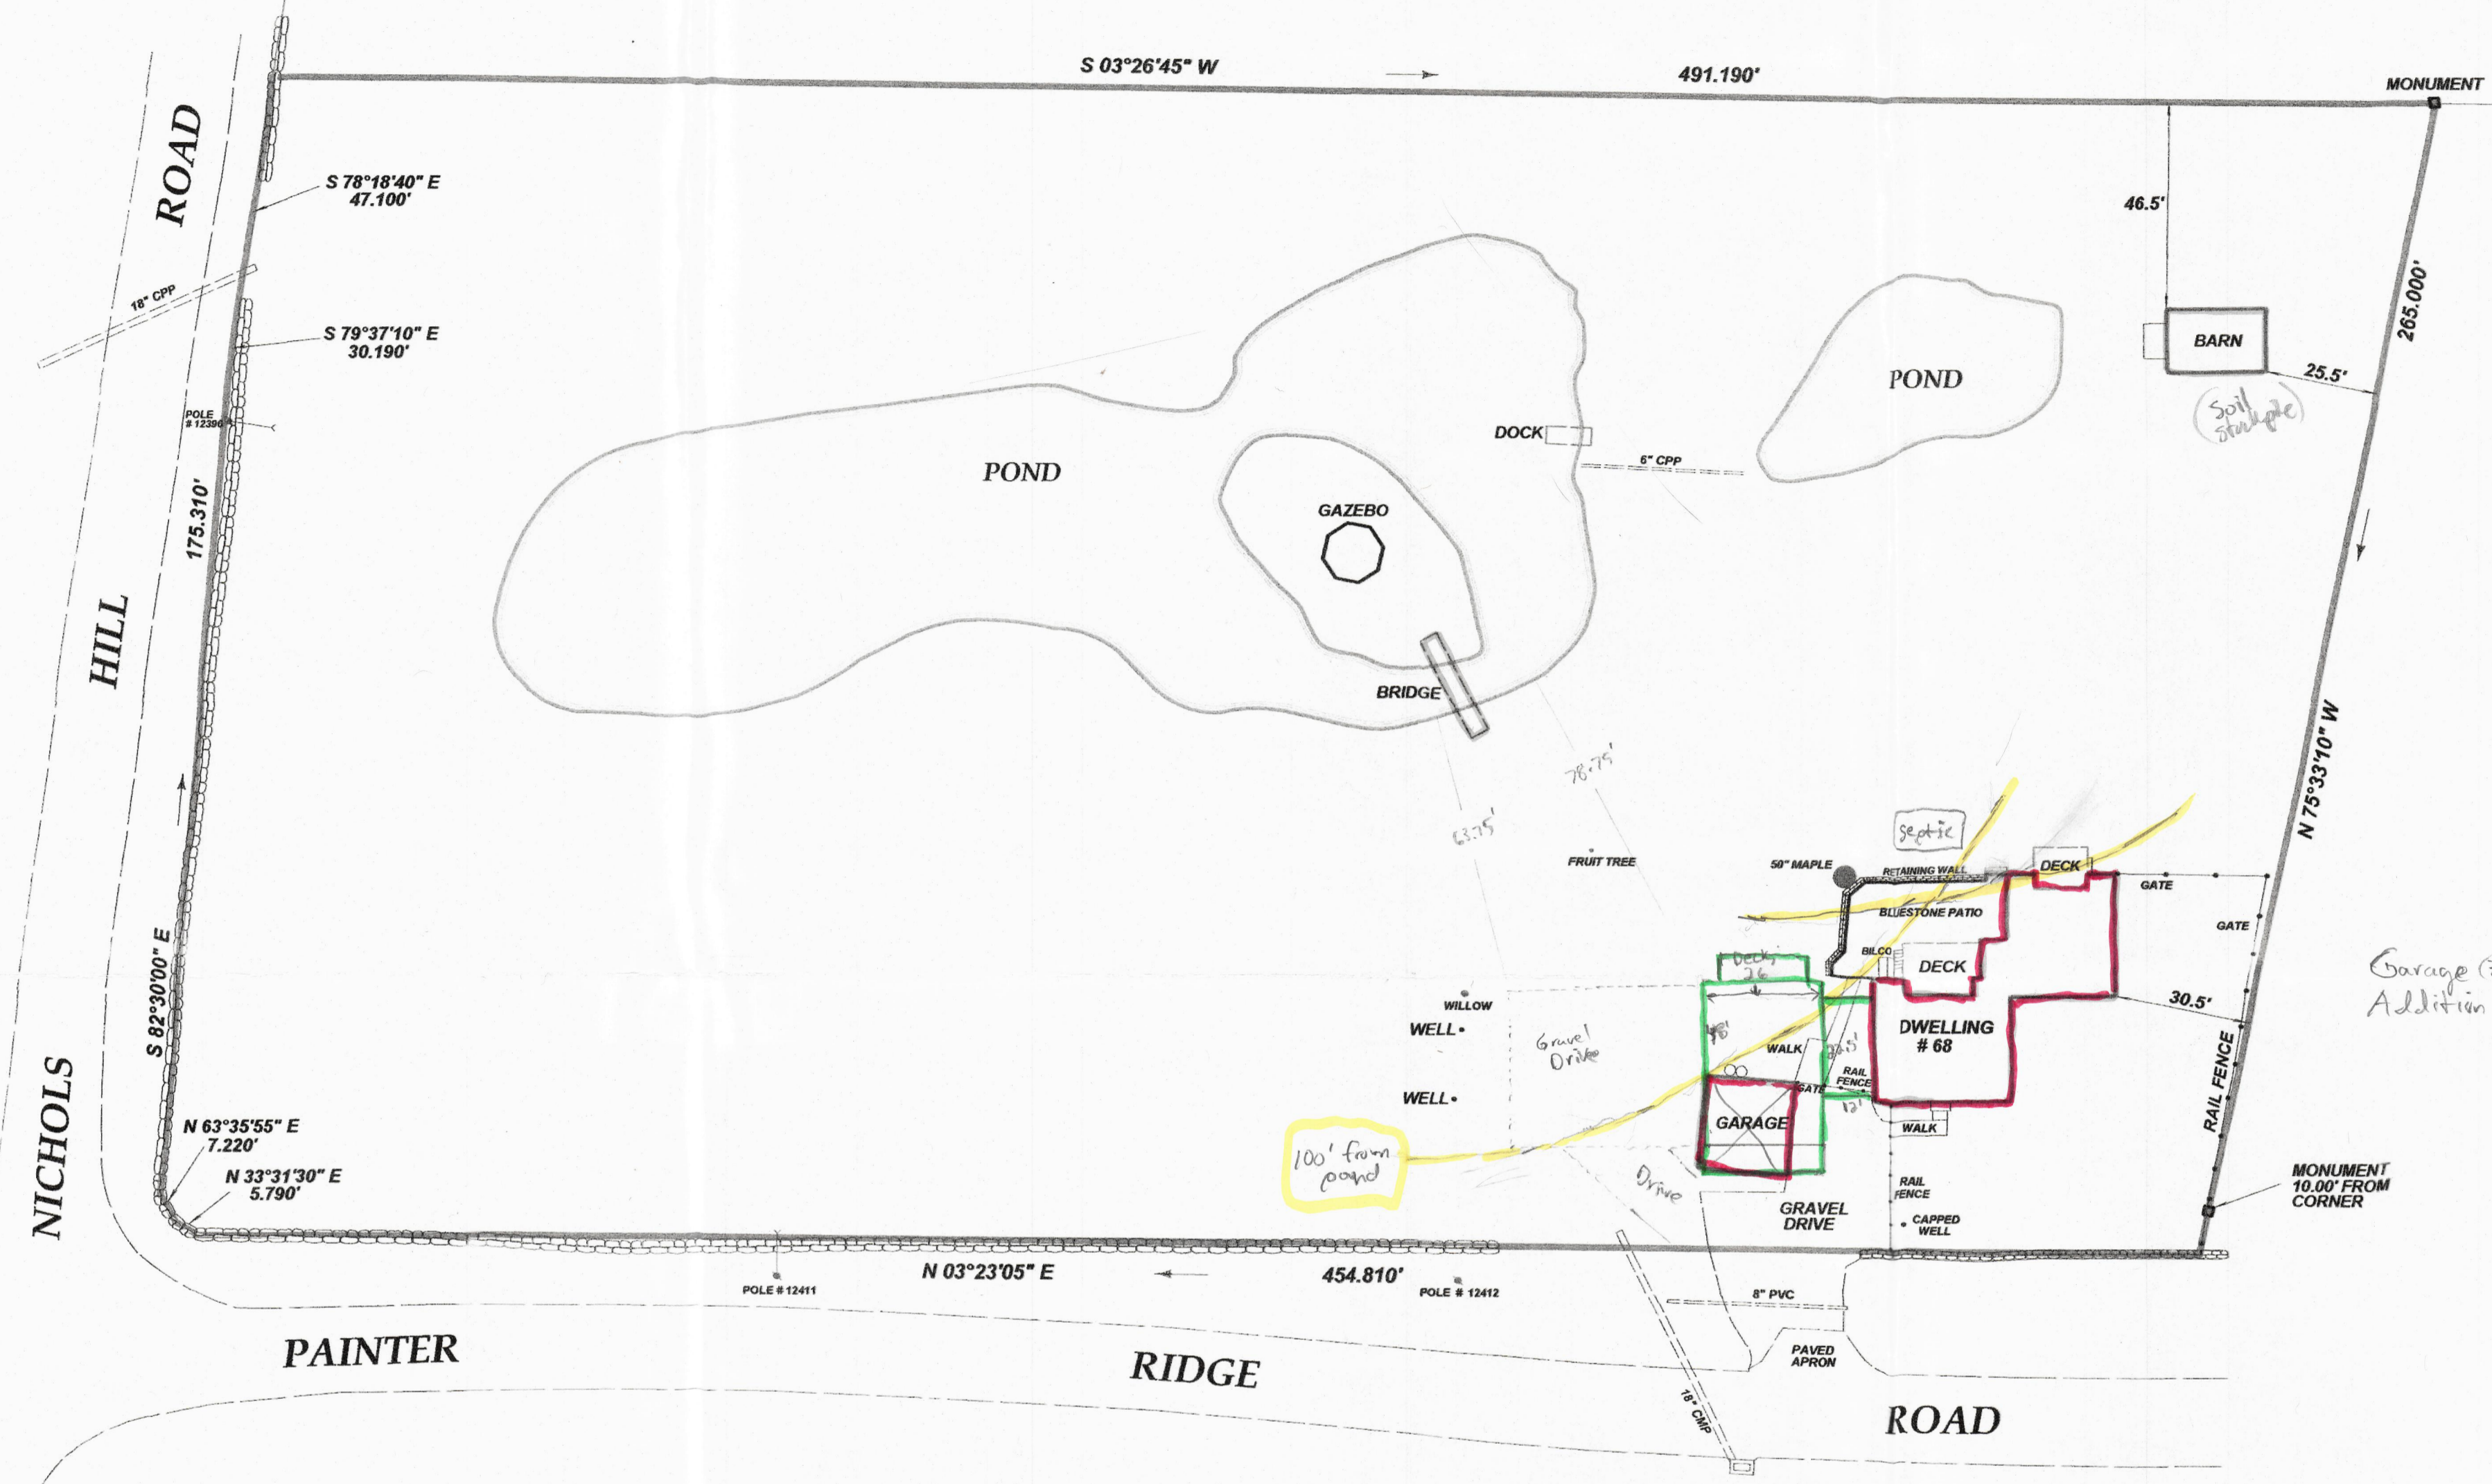 S 03°26'45" W
491.190'
MONUMENT
ROAD
S 78°18'40" E
47.100'
46.5'
18" CPP
S 79°37'10" E
30.190'
265.000'
BARN
25.5'
POND
(Soil
stockpile)
POLE
# 12396
DOCK
6" CPP
POND
175.310'
GAZEBO
HILL
BRIDGE
N 75°33'10" W
78.75'
63.75'
septic
FRUIT TREE
50" MAPLE
RETAINING WALL
DECK
GATE
BLUESTONE PATIO
GATE
BILCO
DECK
Deck
26
S 82°30'00" E
WILLOW
WELL
Gravel
Drive
48'
WALK
22.5'
DWELLING
# 68
30.5'
Garage
Addition
RAIL
FENCE
GATE
12'
WELL
GARAGE
WALK
RAIL FENCE
NICHOLS
N 63°35'55" E
7.220'
N 33°31'30" E
5.790'
100' from
pond
Drive
GRAVEL
DRIVE
RAIL
FENCE
CAPPED
WELL
MONUMENT
10.00' FROM
CORNER
N 03°23'05" E
454.810'
POLE # 12411
POLE # 12412
8" PVC
PAINTER
RIDGE
PAVED
APRON
18" CMP
ROAD